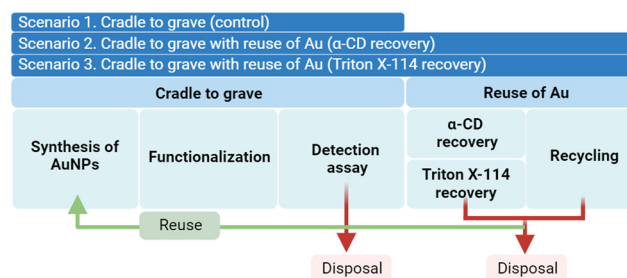 Scenario 1. Cradle to grave (control)
Scenario 2. Cradle to grave with reuse of Au (α-CD recovery)
Scenario 3. Cradle to grave with reuse of Au (Triton X-114 recovery)
Cradle to grave
Reuse of Au
Synthesis of
AuNPs
Functionalization
Detection
assay
α-CD
recovery
Triton X-114
recovery
Recycling
Reuse
Disposal
Disposal